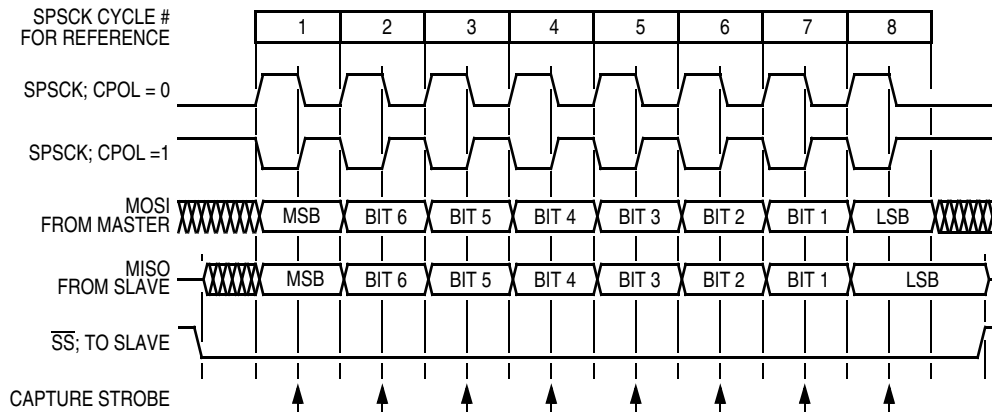 SPSCK CYCLE #
FOR REFERENCE
1 2 3 4 5 6 7 8
SPSCK; CPOL = 0
SPSCK; CPOL =1
MOSI
FROM MASTER
MSB BIT 6 BIT 5 BIT 4 BIT 3 BIT 2 BIT 1 LSB
MISO
FROM SLAVE
MSB BIT 6 BIT 5 BIT 4 BIT 3 BIT 2 BIT 1 LSB
S̅S̅; TO SLAVE
CAPTURE STROBE